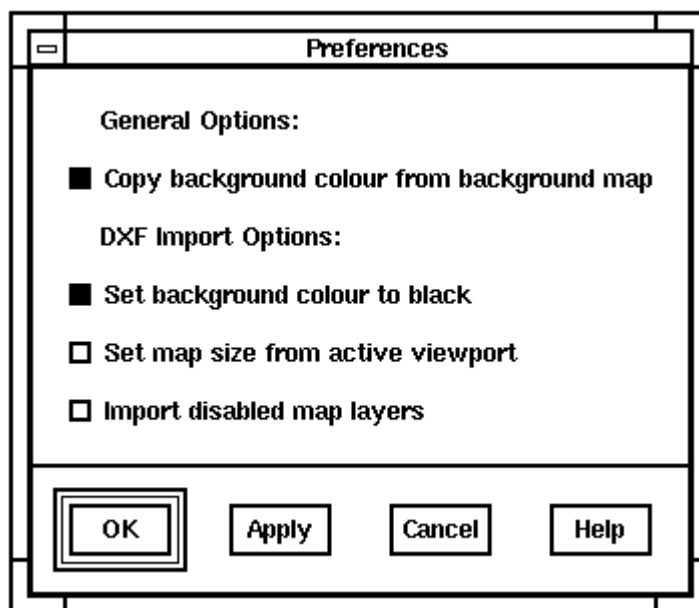 Preferences
General Options:
Copy background colour from background map
DXF Import Options:
Set background colour to black
Set map size from active viewport
Import disabled map layers
OK Apply Cancel Help